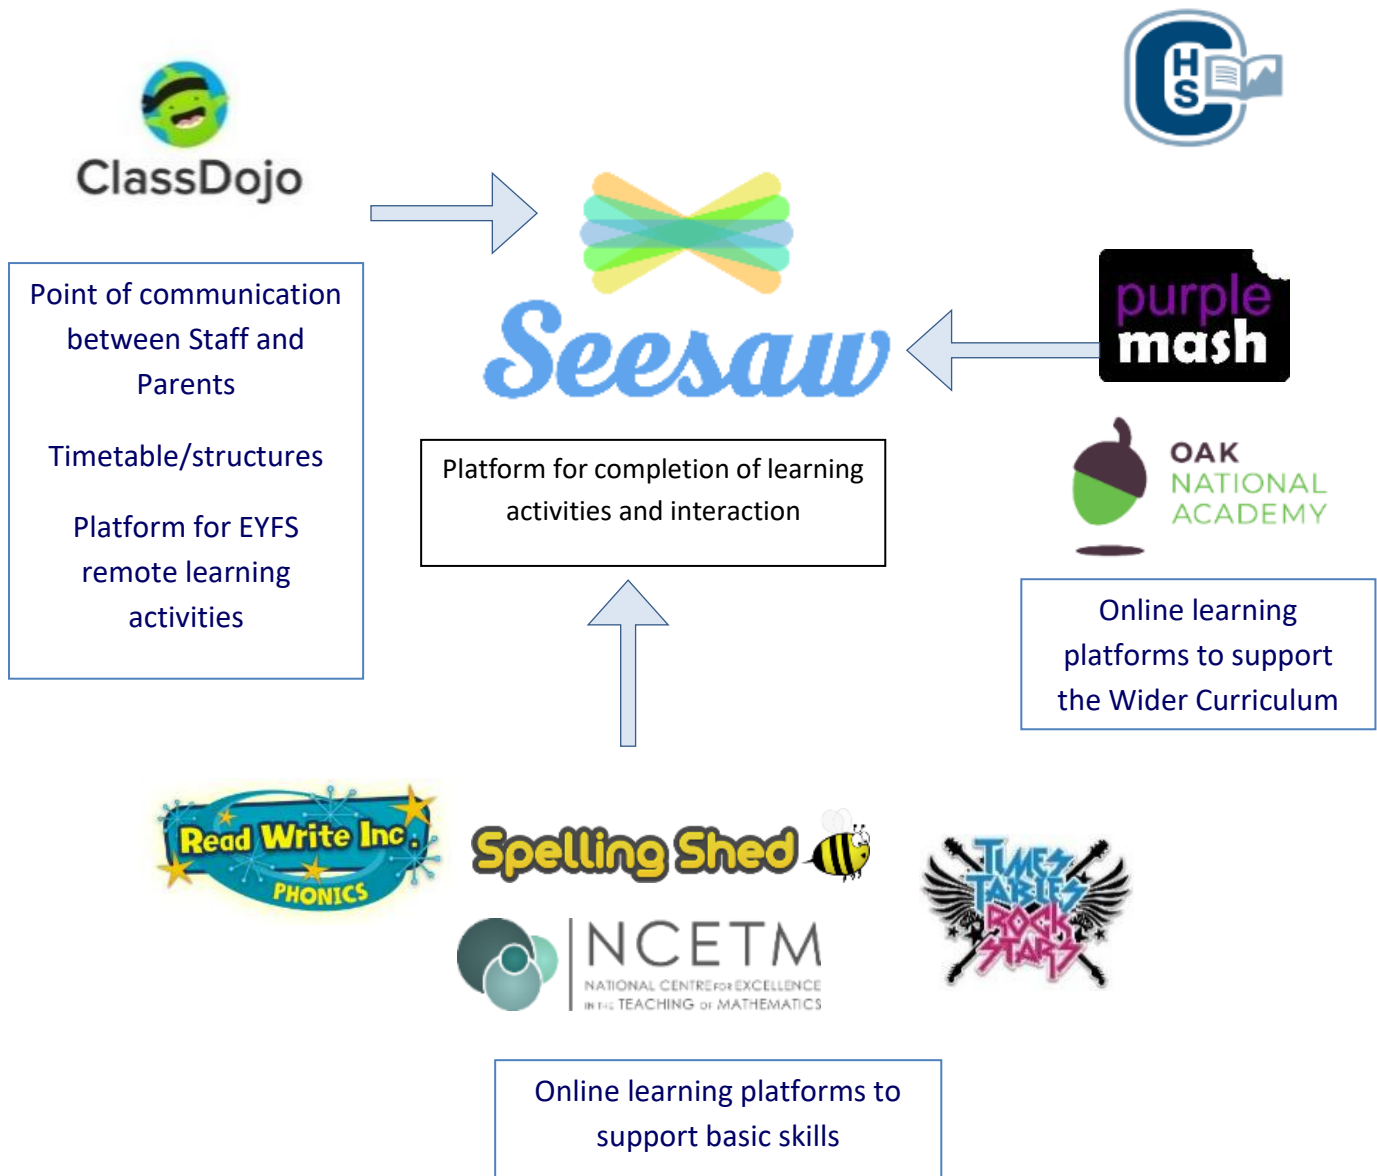 CHS
ClassDojo
Seesaw
Point of communication
between Staff and
Parents
Timetable/structures
Platform for EYFS
remote learning
activities
Platform for completion of learning
activities and interaction
purple
mash
OAK
NATIONAL
ACADEMY
Online learning
platforms to support
the Wider Curriculum
Read Write Inc.
PHONICS
Spelling Shed
TIMES
TABLES
ROCK
STARS
NCETM
NATIONAL CENTRE FOR EXCELLENCE
IN THE TEACHING OF MATHEMATICS
Online learning platforms to
support basic skills